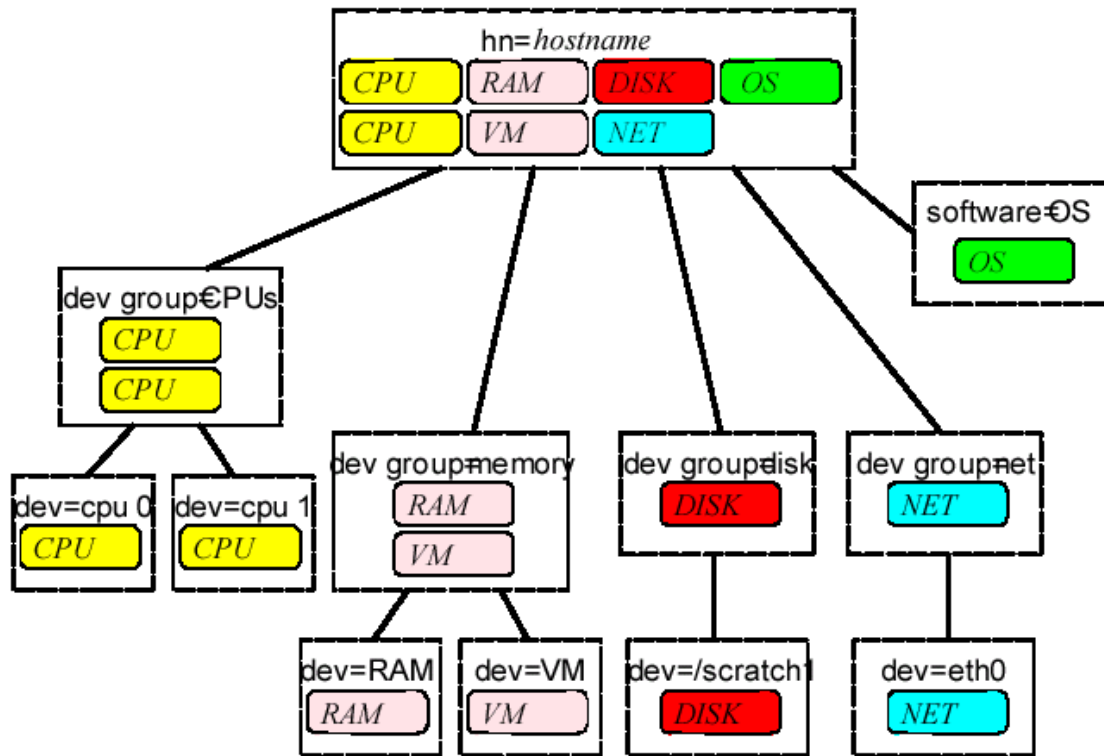 hn=hostname
CPU RAM DISK OS
CPU VM NET
software=OS
OS
dev group=CPUs
CPU
CPU
dev group=memory
RAM
VM
dev group=disk
DISK
dev group=net
NET
dev=cpu 0
CPU
dev=cpu 1
CPU
dev=RAM
RAM
dev=VM
VM
dev=/scratch1
DISK
dev=eth0
NET